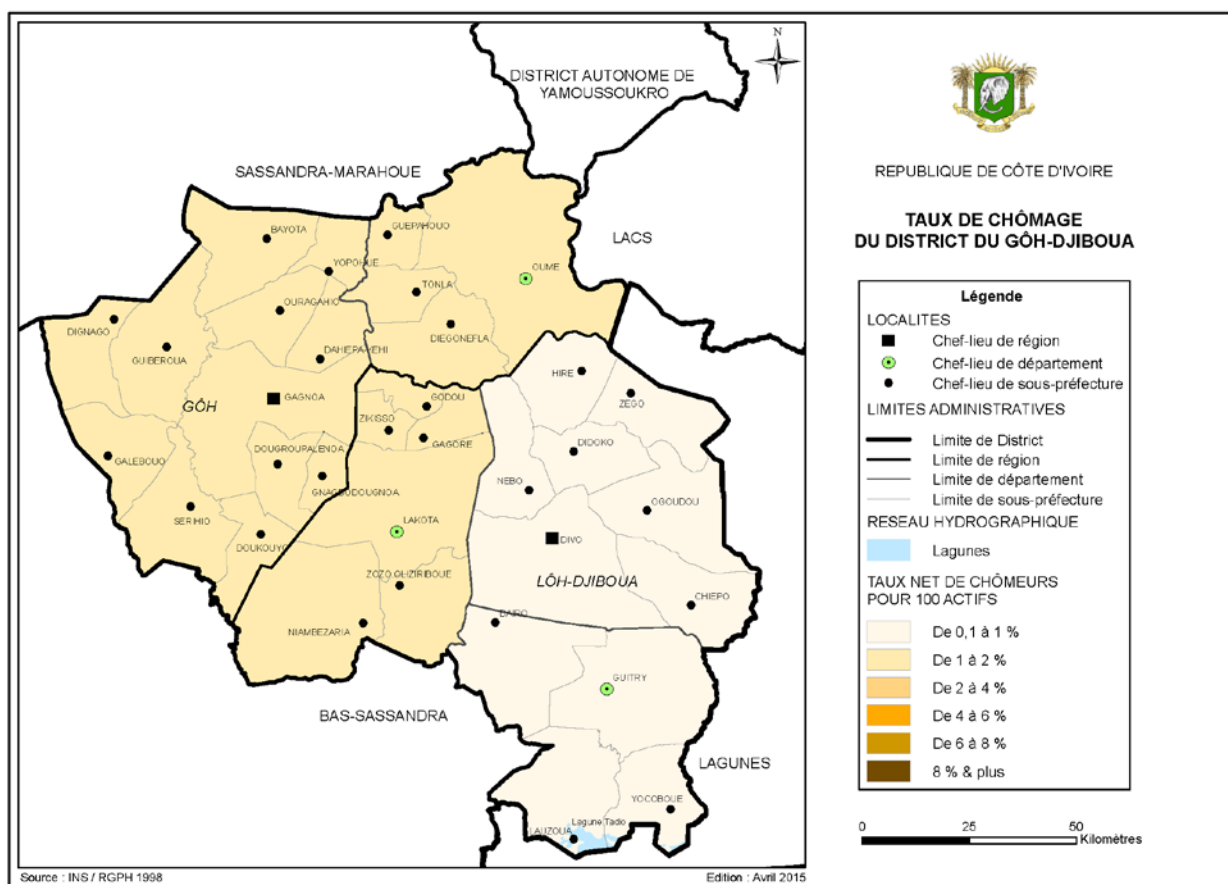 N
DISTRICT AUTONOME DE
YAMOUSSOUKRO
SASSANDRA-MARAHOUE
LACS
BAYOTA
GUEPAHOUO
YOPOHUE
OUME
TONLA
OURAGAHIO
DIGNAGO
DIEGONEFLA
GUIBEROUA
DAHIEPA-KEHI
HIRE
ZEGO
GÔH
GAGNOA
GODOU
ZIKISSO
GAGORE
DIDOKO
DOUGROUPALENOA
GALEBOUO
GNAGBODOUGNOA
NEBO
OGOUDOU
SERIHIO
LAKOTA
DOUKOUYO
DIVO
ZOZO OLIZIRIBOUE
LÔH-DJIBOUA
CHIEPO
NIAMBEZARIA
DAIRO
GUITRY
BAS-SASSANDRA
LAGUNES
YOCOBOUE
Lagune Tadio
LAUZOUA
Source : INS / RGPH 1998
Edition : Avril 2015
REPUBLIQUE DE CÔTE D'IVOIRE
TAUX DE CHÔMAGE
DU DISTRICT DU GÔH-DJIBOUA
Légende
LOCALITES
Chef-lieu de région
Chef-lieu de département
Chef-lieu de sous-préfecture
LIMITES ADMINISTRATIVES
Limite de District
Limite de région
Limite de département
Limite de sous-préfecture
RESEAU HYDROGRAPHIQUE
Lagunes
TAUX NET DE CHÔMEURS
POUR 100 ACTIFS
De 0,1 à 1 %
De 1 à 2 %
De 2 à 4 %
De 4 à 6 %
De 6 à 8 %
8 % & plus
0 25 50
Kilomètres